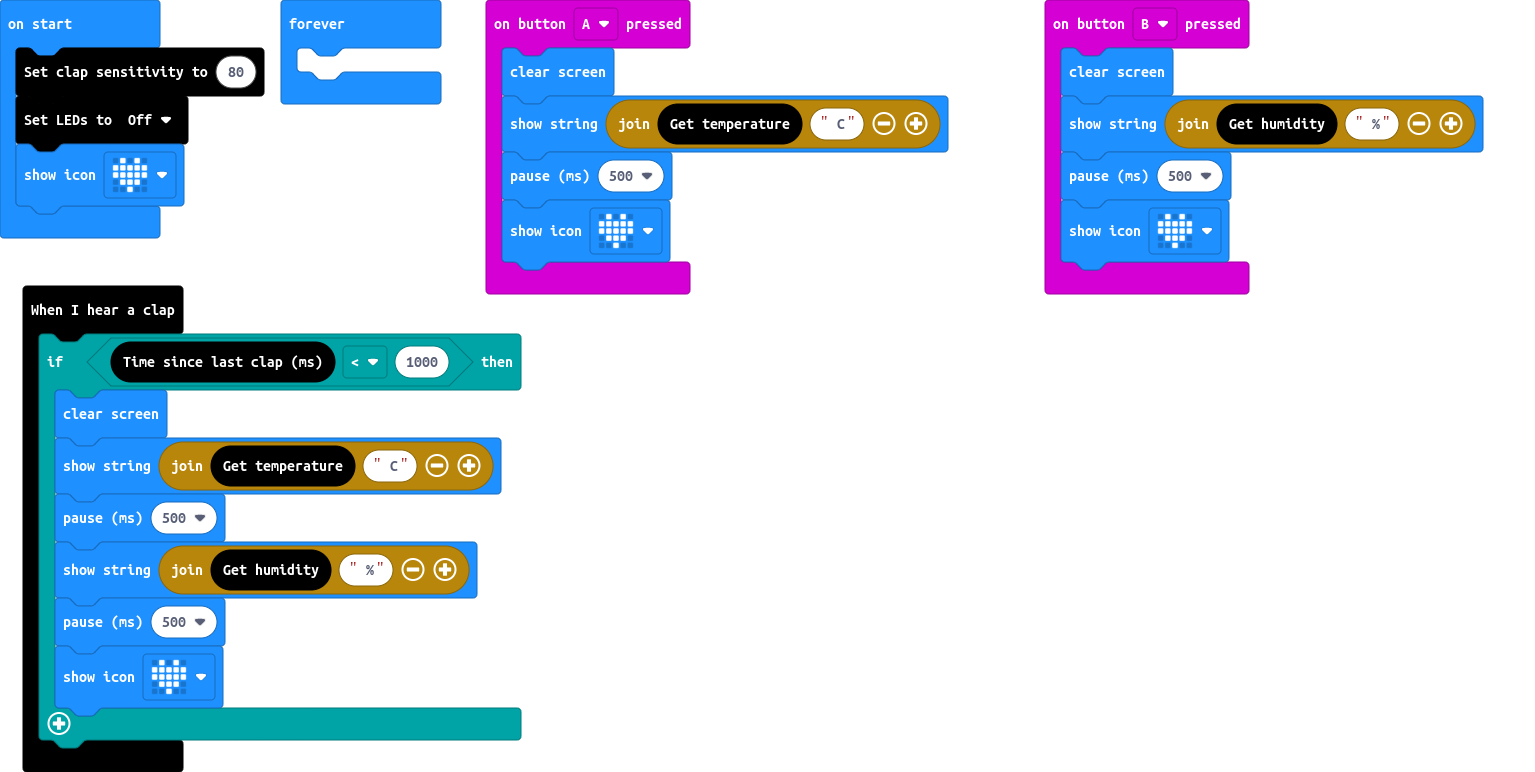 on start
Set clap sensitivity to 80
Set LEDs to Off
show icon
forever
on button A pressed
clear screen
show string join Get temperature " C"
pause (ms) 500
show icon
on button B pressed
clear screen
show string join Get humidity " %"
pause (ms) 500
show icon
When I hear a clap
if Time since last clap (ms) < 1000 then
clear screen
show string join Get temperature " C"
pause (ms) 500
show string join Get humidity " %"
pause (ms) 500
show icon